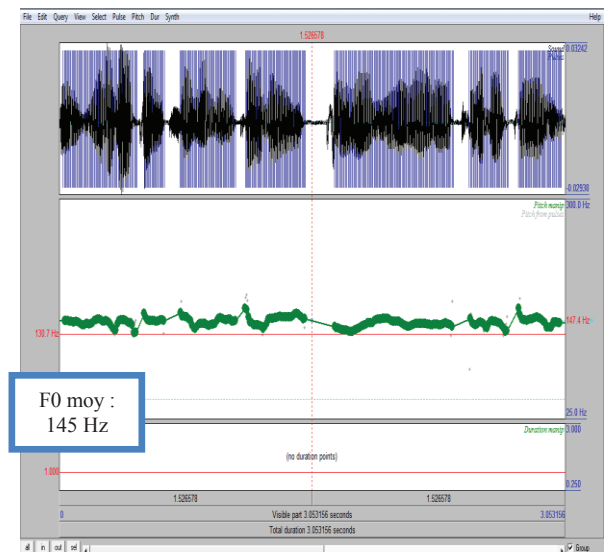 File Edit Query View Select Pulse Pitch Dur Synth Help
1.526578
Sound 0.03242
Pulses
-0.02938
Pitch manip 300.0 Hz
Pitch from pulses
130.7 Hz
147.4 Hz
F0 moy :
145 Hz
25.0 Hz
Duration manip 3.000
(no duration points)
1.000
0.250
1.526578 1.526578
0 Visible part 3.053156 seconds 3.053156
Total duration 3.053156 seconds
all in out sel Group